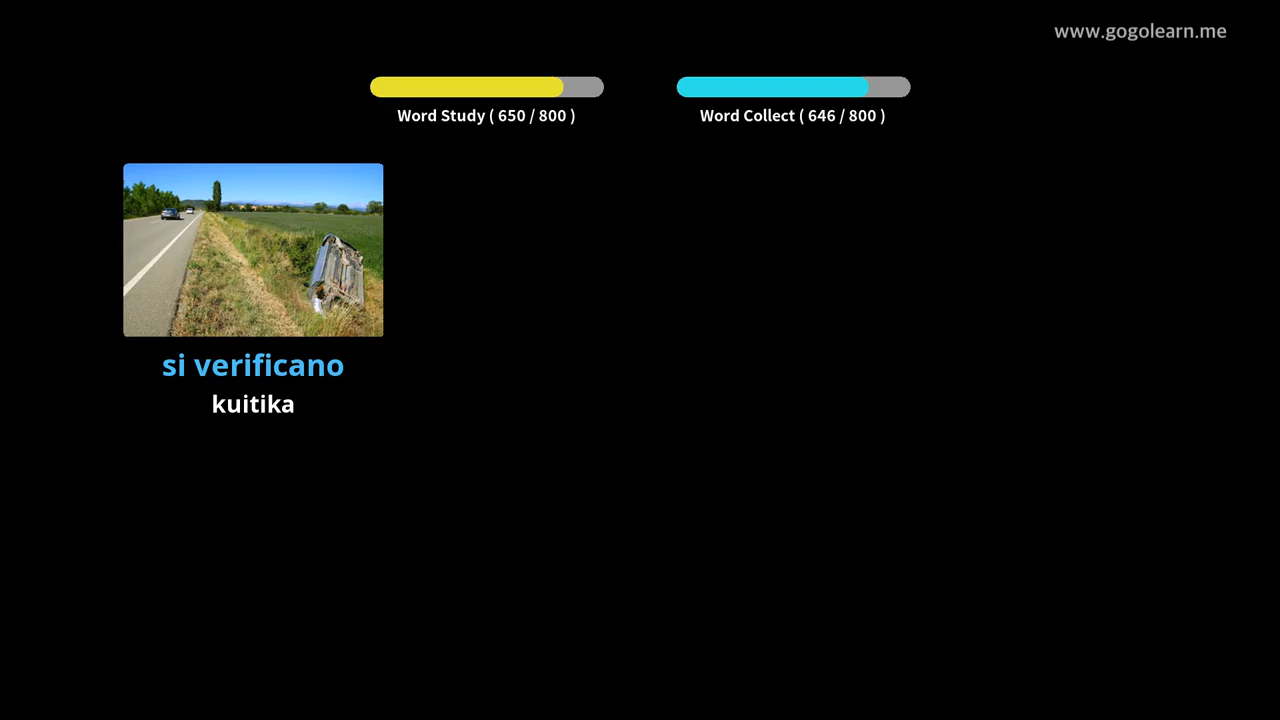 www.gogolearn.me
Word Study ( 650 / 800 )
Word Collect ( 646 / 800 )
si verificano
kuitika